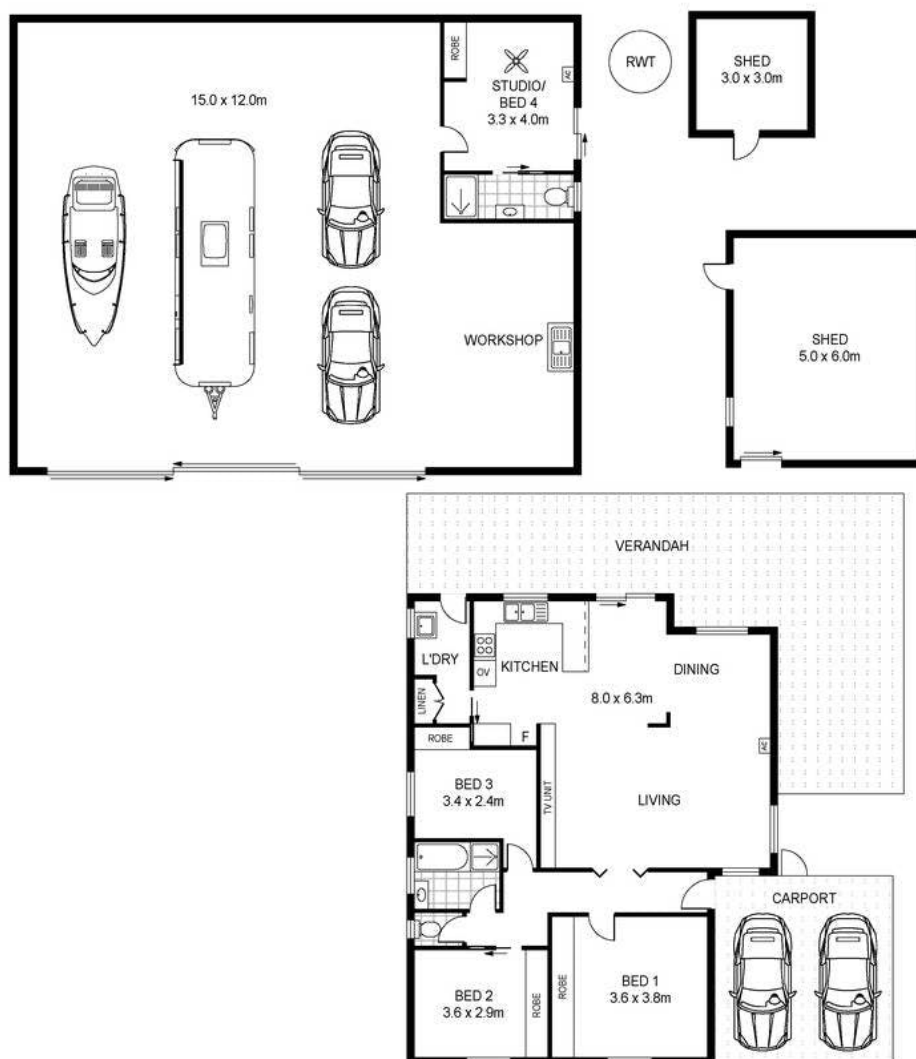 ROBE
STUDIO/
BED 4
3.3 x 4.0m
AC
15.0 x 12.0m
WORKSHOP
RWT
SHED
3.0 x 3.0m
SHED
5.0 x 6.0m
VERANDAH
L'DRY
LINEN
OV
KITCHEN
F
DINING
8.0 x 6.3m
AC
TV UNIT
LIVING
ROBE
BED 3
3.4 x 2.4m
CARPORT
BED 2
3.6 x 2.9m
ROBE
ROBE
BED 1
3.6 x 3.8m